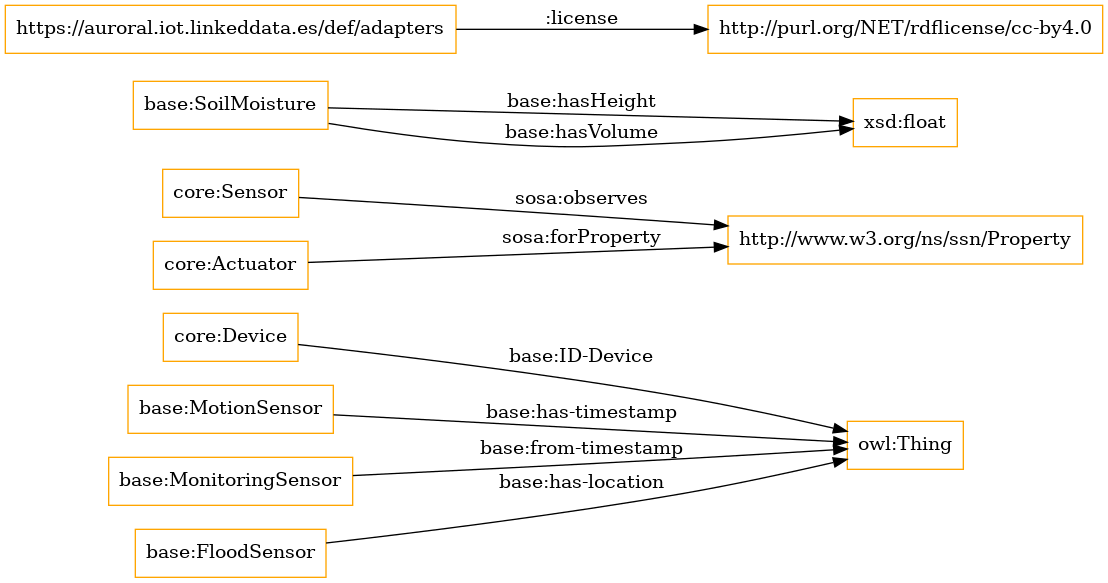 https://auroral.iot.linkeddata.es/def/adapters
:license
http://purl.org/NET/rdflicense/cc-by4.0
base:SoilMoisture
base:hasHeight
base:hasVolume
xsd:float
core:Sensor
sosa:observes
http://www.w3.org/ns/ssn/Property
core:Actuator
sosa:forProperty
core:Device
base:ID-Device
base:MotionSensor
base:has-timestamp
owl:Thing
base:MonitoringSensor
base:from-timestamp
base:FloodSensor
base:has-location